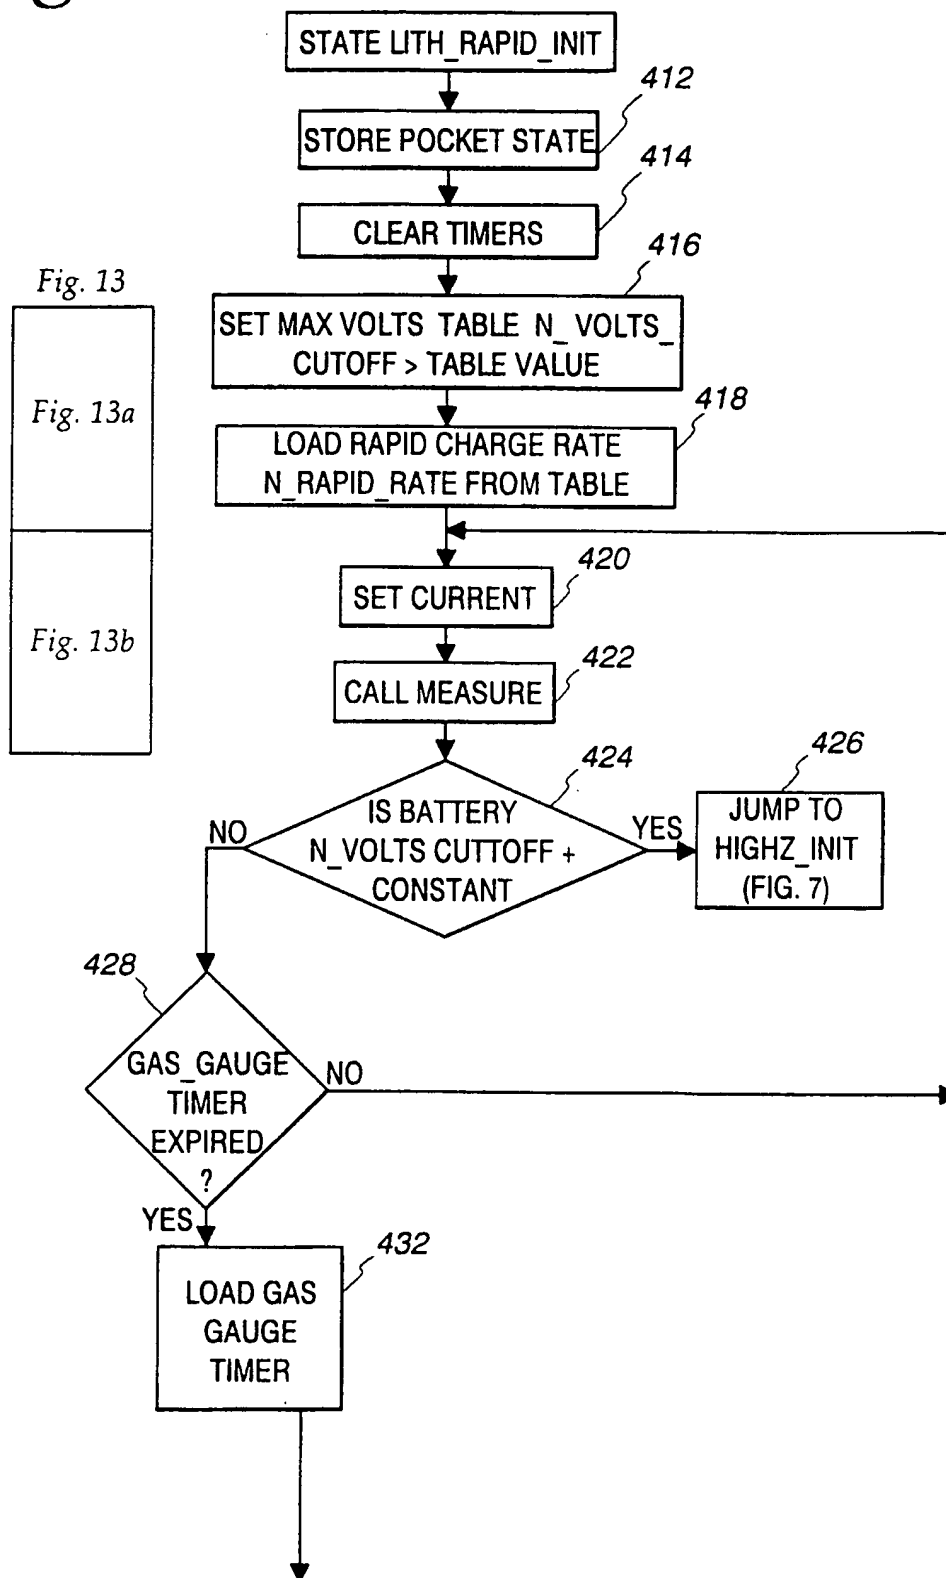 STATE LITH_RAPID_INIT
412
STORE POCKET STATE
414
CLEAR TIMERS
416
SET MAX VOLTS TABLE N_VOLTS_
CUTOFF > TABLE VALUE
418
LOAD RAPID CHARGE RATE
N_RAPID_RATE FROM TABLE
Fig. 13
Fig. 13a
Fig. 13b
420
SET CURRENT
422
CALL MEASURE
424
IS BATTERY
N_VOLTS CUTTOFF +
CONSTANT
NO
YES
426
JUMP TO
HIGHZ_INIT
(FIG. 7)
428
GAS_GAUGE
TIMER
EXPIRED
?
NO
YES
432
LOAD GAS
GAUGE
TIMER